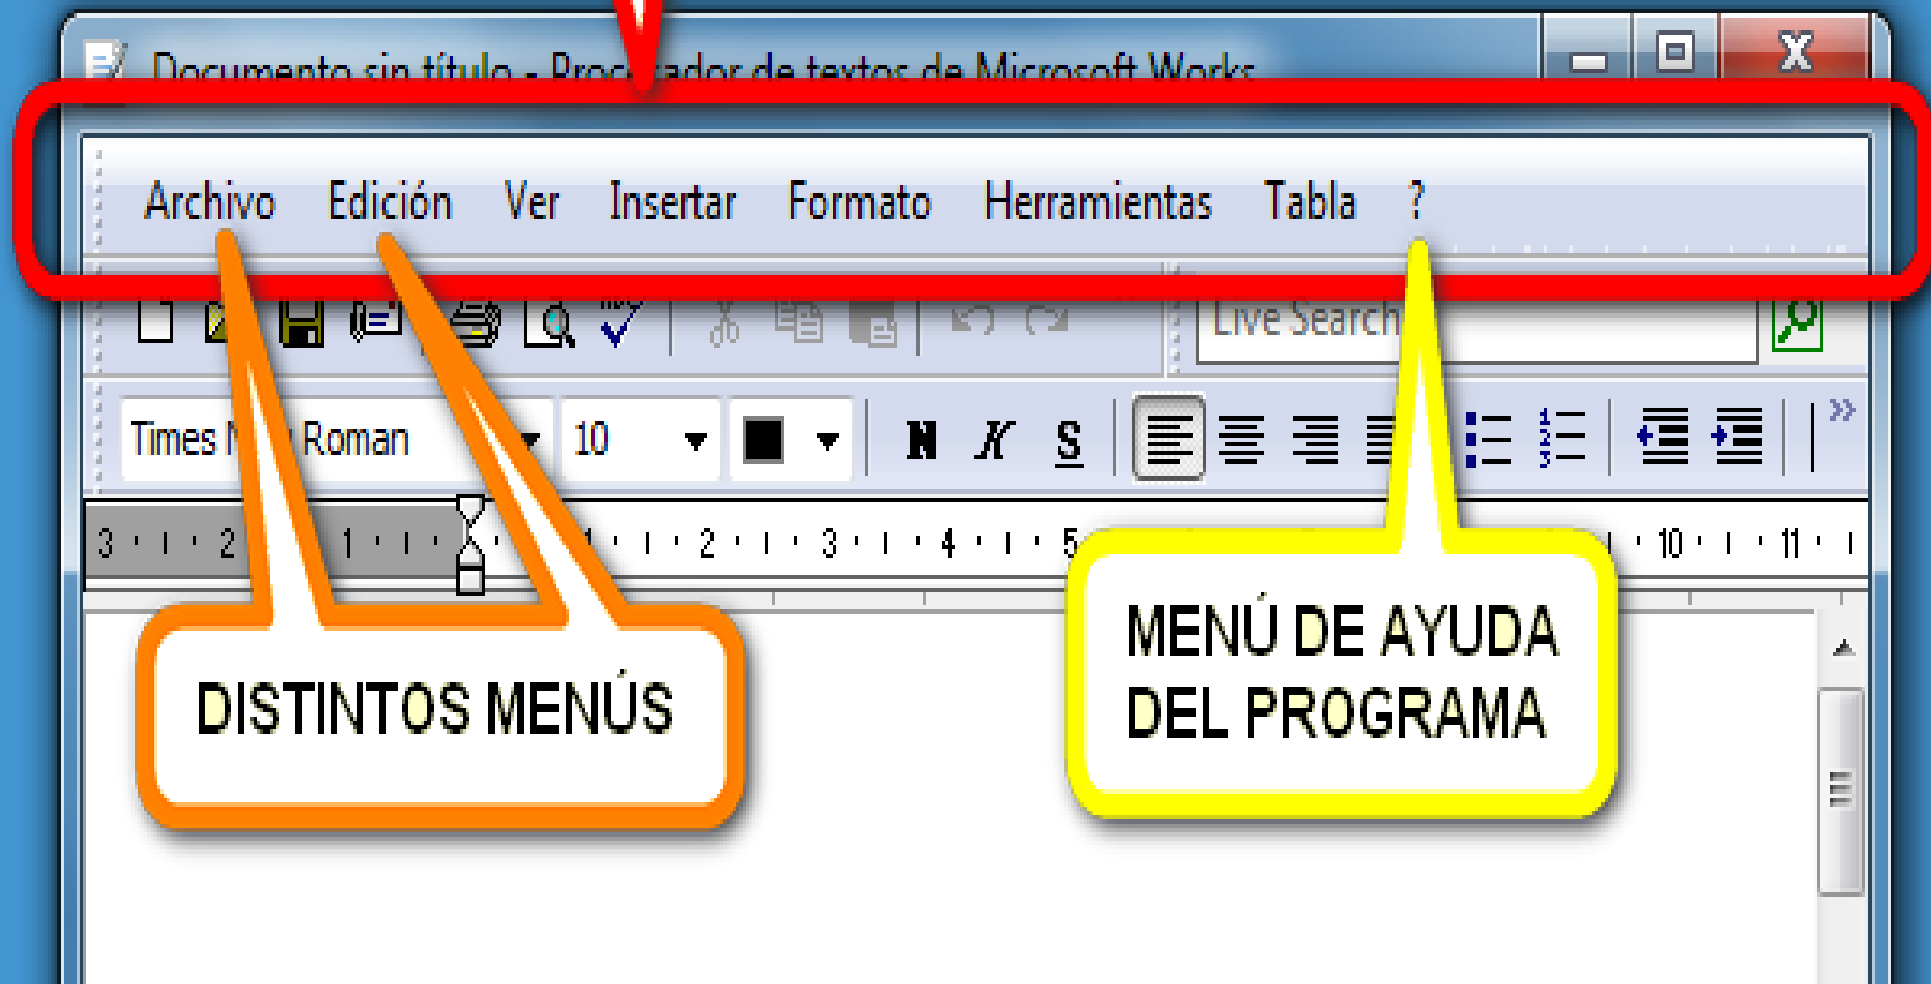 Documento sin título - Procesador de textos de Microsoft Works
Archivo Edición Ver Insertar Formato Herramientas Tabla ?
Live Search
Times Roman 10 N K S
3 2 1 1 2 3 4 5 10 11
DISTINTOS MENÚS
MENÚ DE AYUDA
DEL PROGRAMA